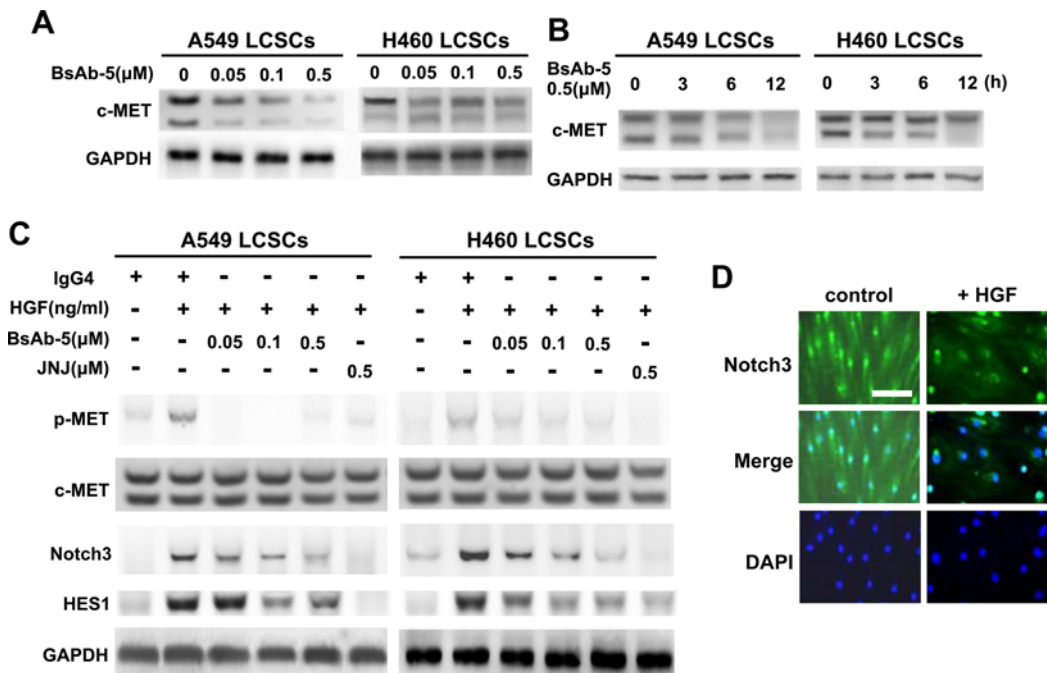 A
A549 LCSCs
H460 LCSCs
BsAb-5(μM)
0 0.05 0.1 0.5
0 0.05 0.1 0.5
c-MET
GAPDH
B
A549 LCSCs
H460 LCSCs
BsAb-5
0.5(μM)
0 3 6 12
0 3 6 12 (h)
c-MET
GAPDH
C
A549 LCSCs
H460 LCSCs
IgG4 + + - - - -
+ + - - - -
HGF(ng/ml) - + + + + +
- + + + + +
BsAb-5(μM) - - 0.05 0.1 0.5 -
- - 0.05 0.1 0.5 -
JNJ(μM) - - - - - 0.5
- - - - - 0.5
p-MET
c-MET
Notch3
HES1
GAPDH
D
control
+ HGF
Notch3
Merge
DAPI